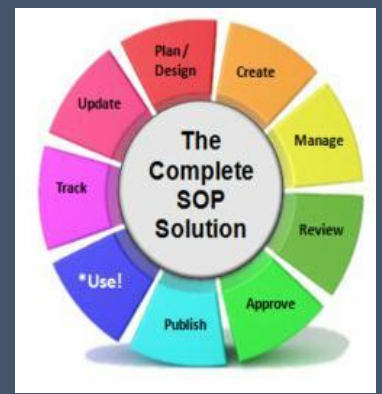 The
Complete
SOP
Solution
Plan /
Design
Create
Manage
Review
Approve
Publish
*Use!
Track
Update